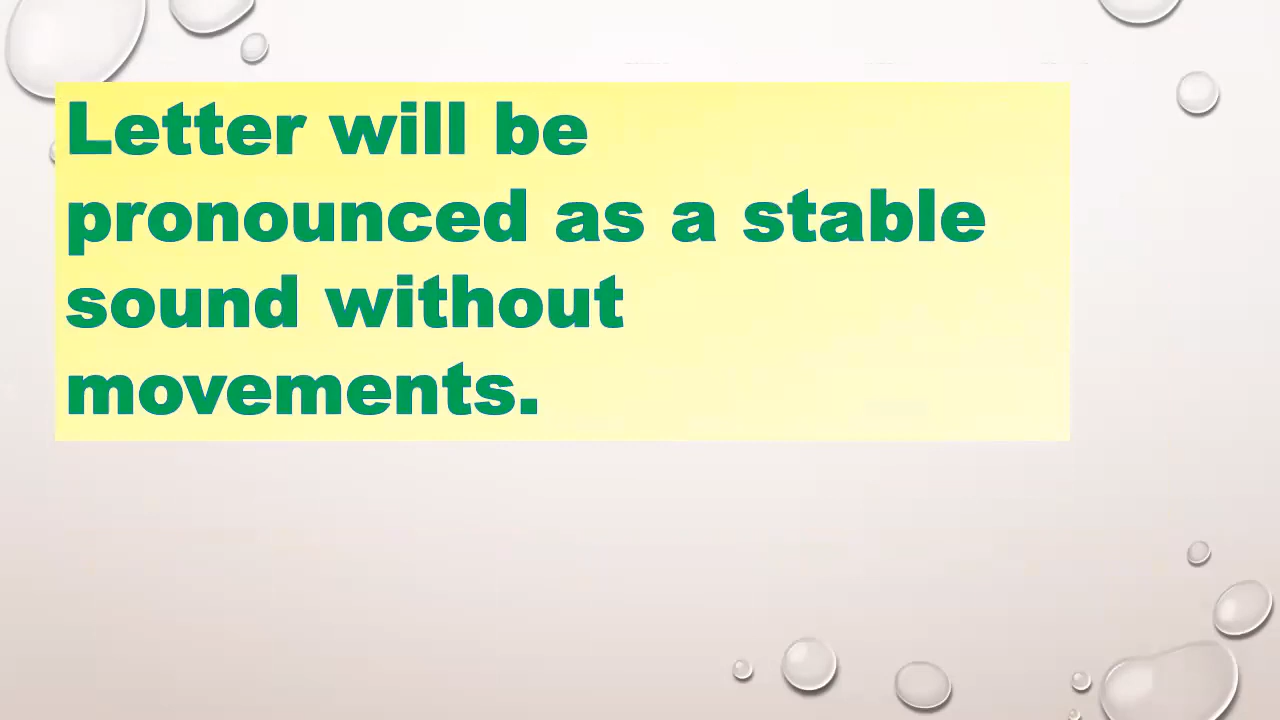 Letter will be
pronounced as a stable
sound without
movements.